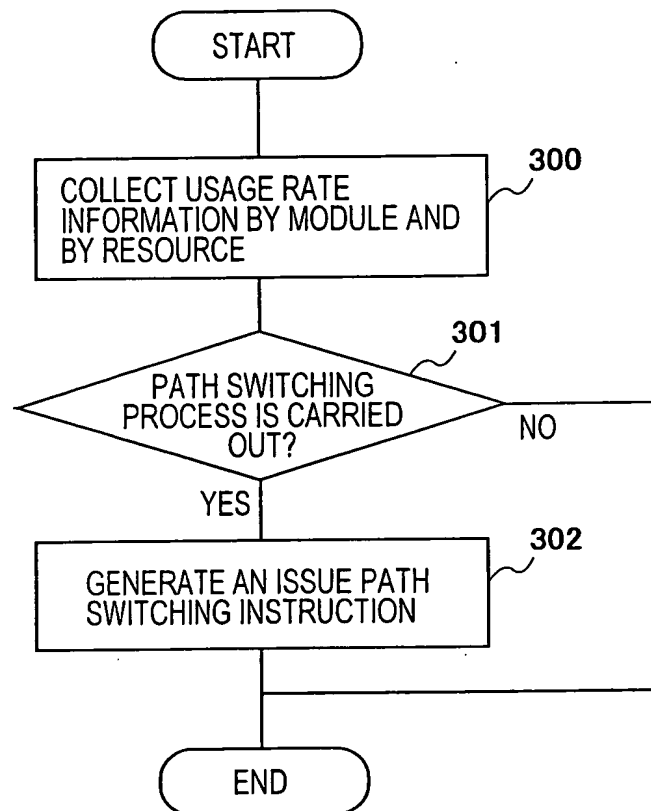 START
300
COLLECT USAGE RATE
INFORMATION BY MODULE AND
BY RESOURCE
301
PATH SWITCHING
PROCESS IS CARRIED
OUT?
NO
YES
302
GENERATE AN ISSUE PATH
SWITCHING INSTRUCTION
END